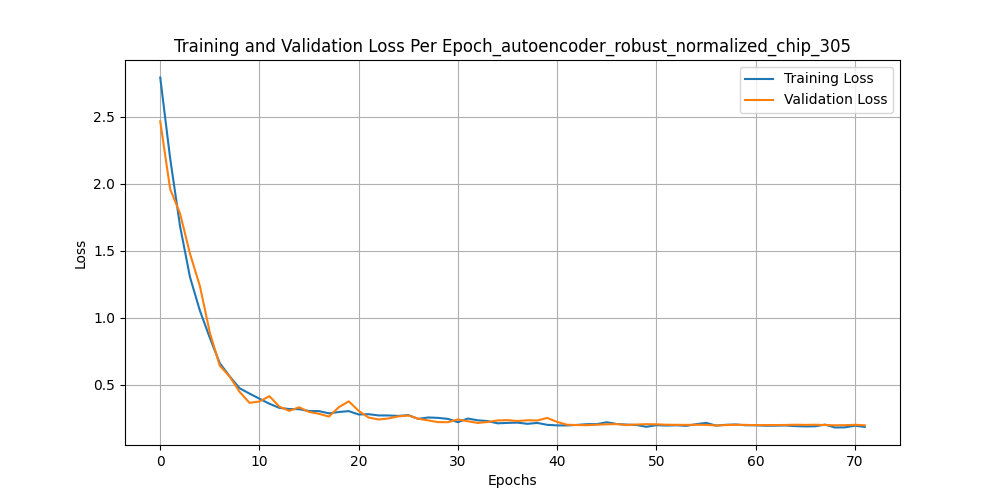 Training and Validation Loss Per Epoch_autoencoder_robust_normalized_chip_305
Training Loss
Validation Loss
2.5
2.0
1.5
1.0
0.5
Loss
0 10 20 30 40 50 60 70
Epochs